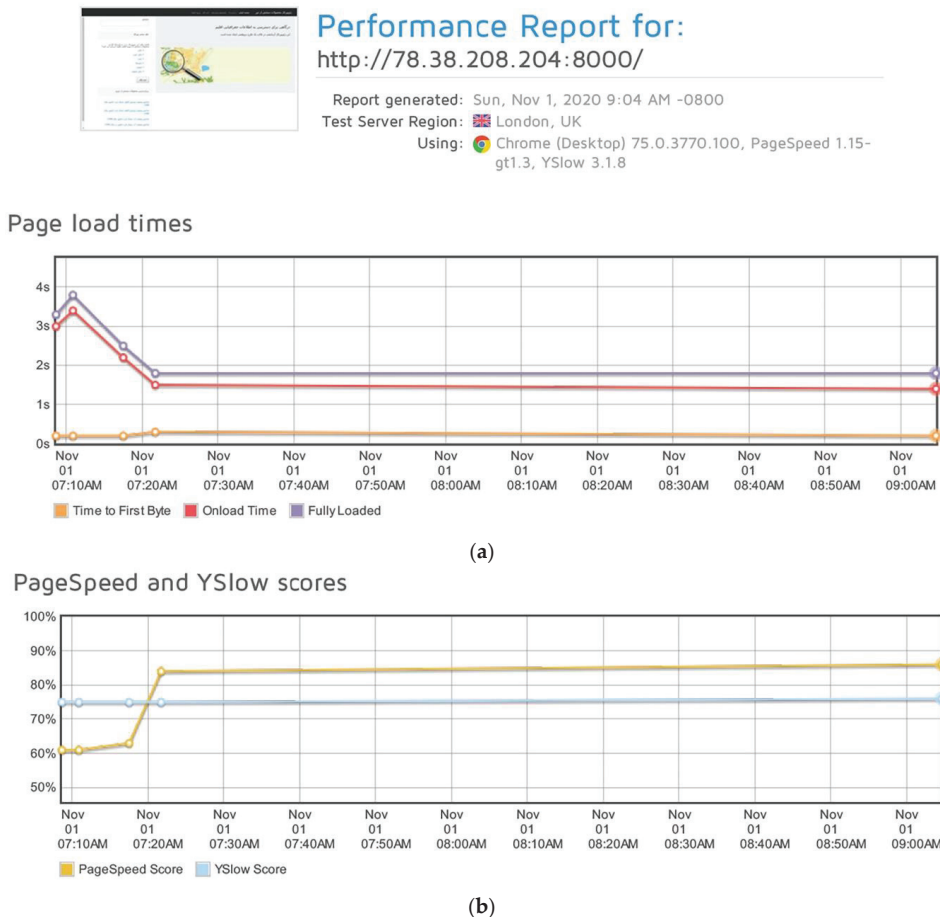 Performance Report for:
http://78.38.208.204:8000/
Report generated: Sun, Nov 1, 2020 9:04 AM -0800
Test Server Region: London, UK
Using: Chrome (Desktop) 75.0.3770.100, PageSpeed 1.15-
gt1.3, YSlow 3.1.8
Page load times
4s
3s
2s
1s
0s
Nov Nov Nov Nov Nov Nov Nov Nov Nov Nov Nov Nov
01 01 01 01 01 01 01 01 01 01 01 01
07:10AM 07:20AM 07:30AM 07:40AM 07:50AM 08:00AM 08:10AM 08:20AM 08:30AM 08:40AM 08:50AM 09:00AM
Time to First Byte Onload Time Fully Loaded
(a)
PageSpeed and YSlow scores
100%
90%
80%
70%
60%
50%
Nov Nov Nov Nov Nov Nov Nov Nov Nov Nov Nov Nov
01 01 01 01 01 01 01 01 01 01 01 01
07:10AM 07:20AM 07:30AM 07:40AM 07:50AM 08:00AM 08:10AM 08:20AM 08:30AM 08:40AM 08:50AM 09:00AM
PageSpeed Score YSlow Score
(b)